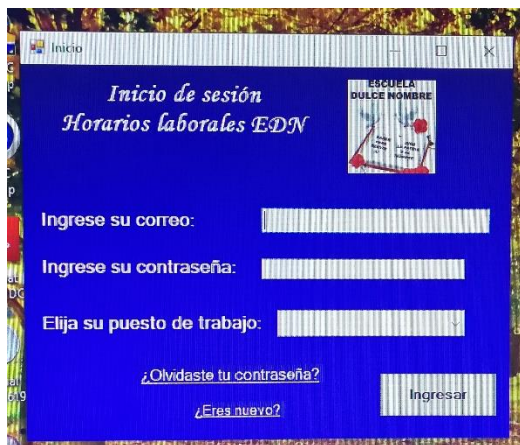 Inicio
Inicio de sesión
Horarios laborales EDN
ESCUELA
DULCE NOMBRE
Ingrese su correo:
Ingrese su contraseña:
Elija su puesto de trabajo:
¿Olvidaste tu contraseña?
¿Eres nuevo?
Ingresar